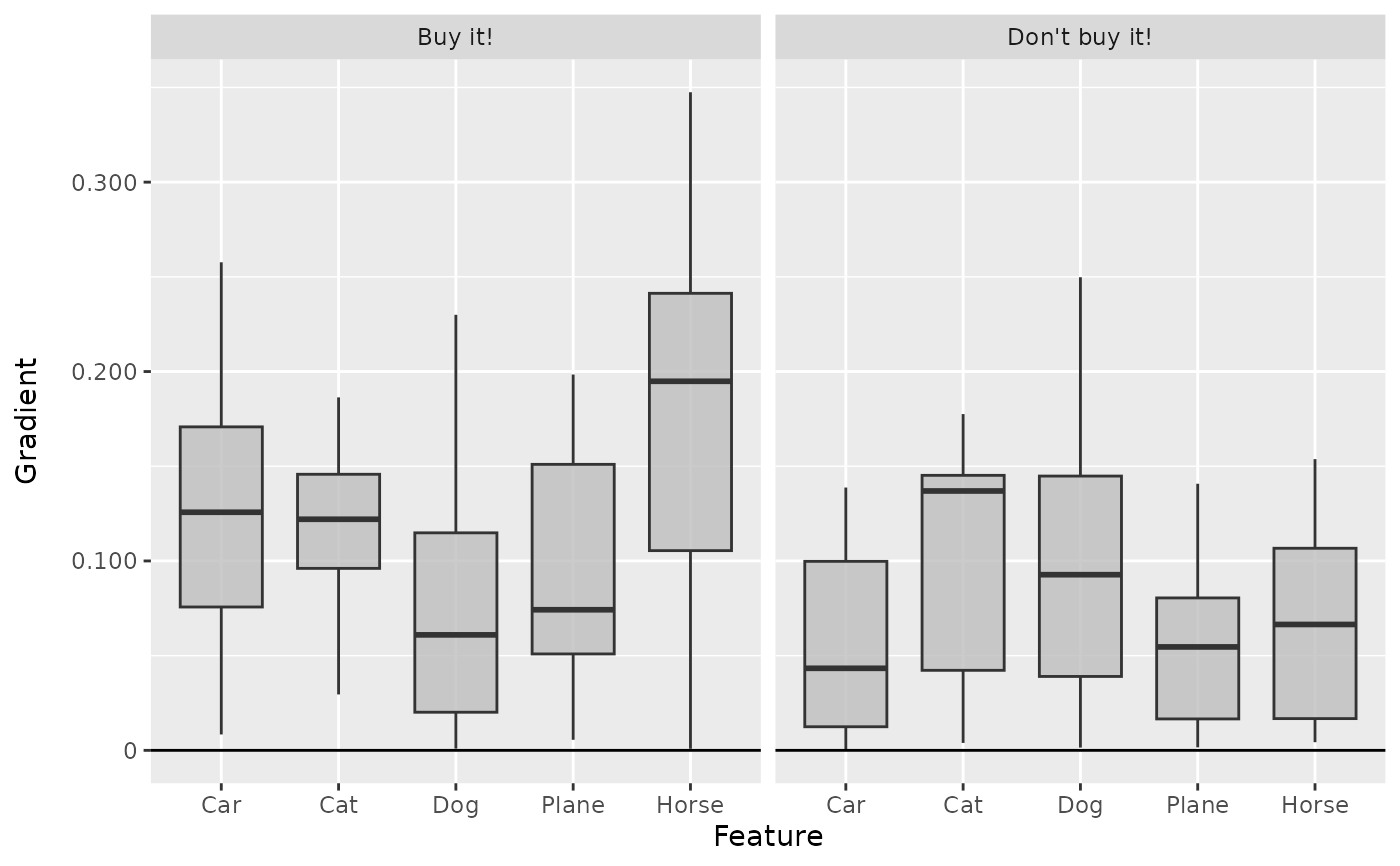 Buy it!
Don't buy it!
Gradient
0.300
0.200
0.100
0
Car Cat Dog Plane Horse
Car Cat Dog Plane Horse
Feature